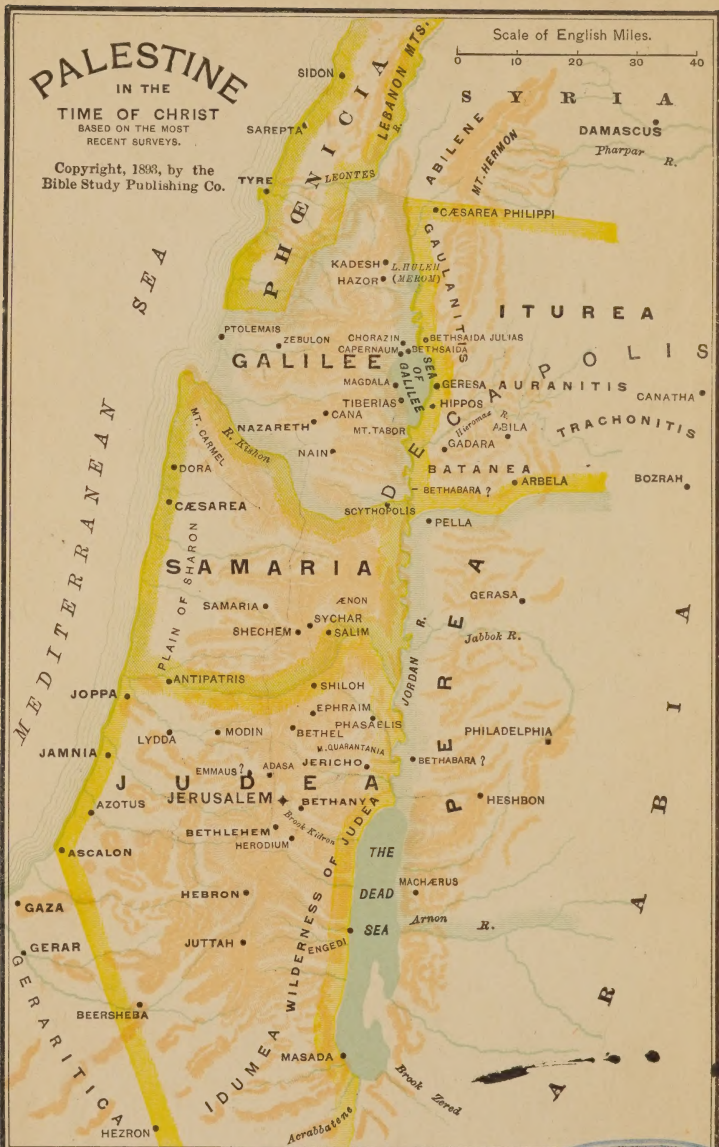 PALESTINE
IN THE
TIME OF CHRIST
BASED ON THE MOST
RECENT SURVEYS.
Copyright, 1893, by the
Bible Study Publishing Co.
Scale of English Miles.
0 10 20 30 40
SIDON
SAREPTA
TYRE
PHŒNICIA
LEBANON MTS.
LEONTES
R.
SYRIA
ABILENE
MT. HERMON
DAMASCUS
Pharpar
R.
CÆSAREA PHILIPPI
GAULANITIS
KADESH
L. HULEH
HAZOR
(MEROM)
ITUREA
PTOLEMAIS
ZEBULON
CHORAZIN
BETHSAIDA JULIAS
CAPERNAUM
BETHSAIDA
GALILEE
SEA
OF
GALILEE
MAGDALA
GERESA
AURANITIS
CANATHA
TIBERIAS
HIPPOS
CANA
NAZARETH
MT. TABOR
Hieromax R.
ABILA
TRACHONITIS
GADARA
NAIN
DECAPOLIS
BATANEA
MT. CARMEL
R. Kishon
DORA
BETHABARA ?
ARBELA
BOZRAH
CÆSAREA
SCYTHOPOLIS
PELLA
SAMARIA
PLAIN OF SHARON
ÆNON
SAMARIA
SYCHAR
SHECHEM
SALIM
GERASA
Jabbok R.
JORDAN
R.
PEREA
ANTIPATRIS
SHILOH
JOPPA
EPHRAIM
PHASAELIS
LYDDA
MODIN
BETHEL
PHILADELPHIA
M. QUARANTANIA
JAMNIA
JERICHO
BETHABARA ?
EMMAUS ?
ADASA
JUDEA
JERUSALEM
BETHANY
HESHBON
AZOTUS
Brook Kidron
BETHLEHEM
HERODIUM
ASCALON
WILDERNESS OF JUDEA
THE
DEAD
SEA
MACHÆRUS
HEBRON
GAZA
Arnon
R.
GERAR
JUTTAH
ENGEDI
GERARITICA
BEERSHEBA
IDUMEA
MASADA
Brook Zered
Acrabbatene
HEZRON
MEDITERRANEAN
SEA
ARABIA